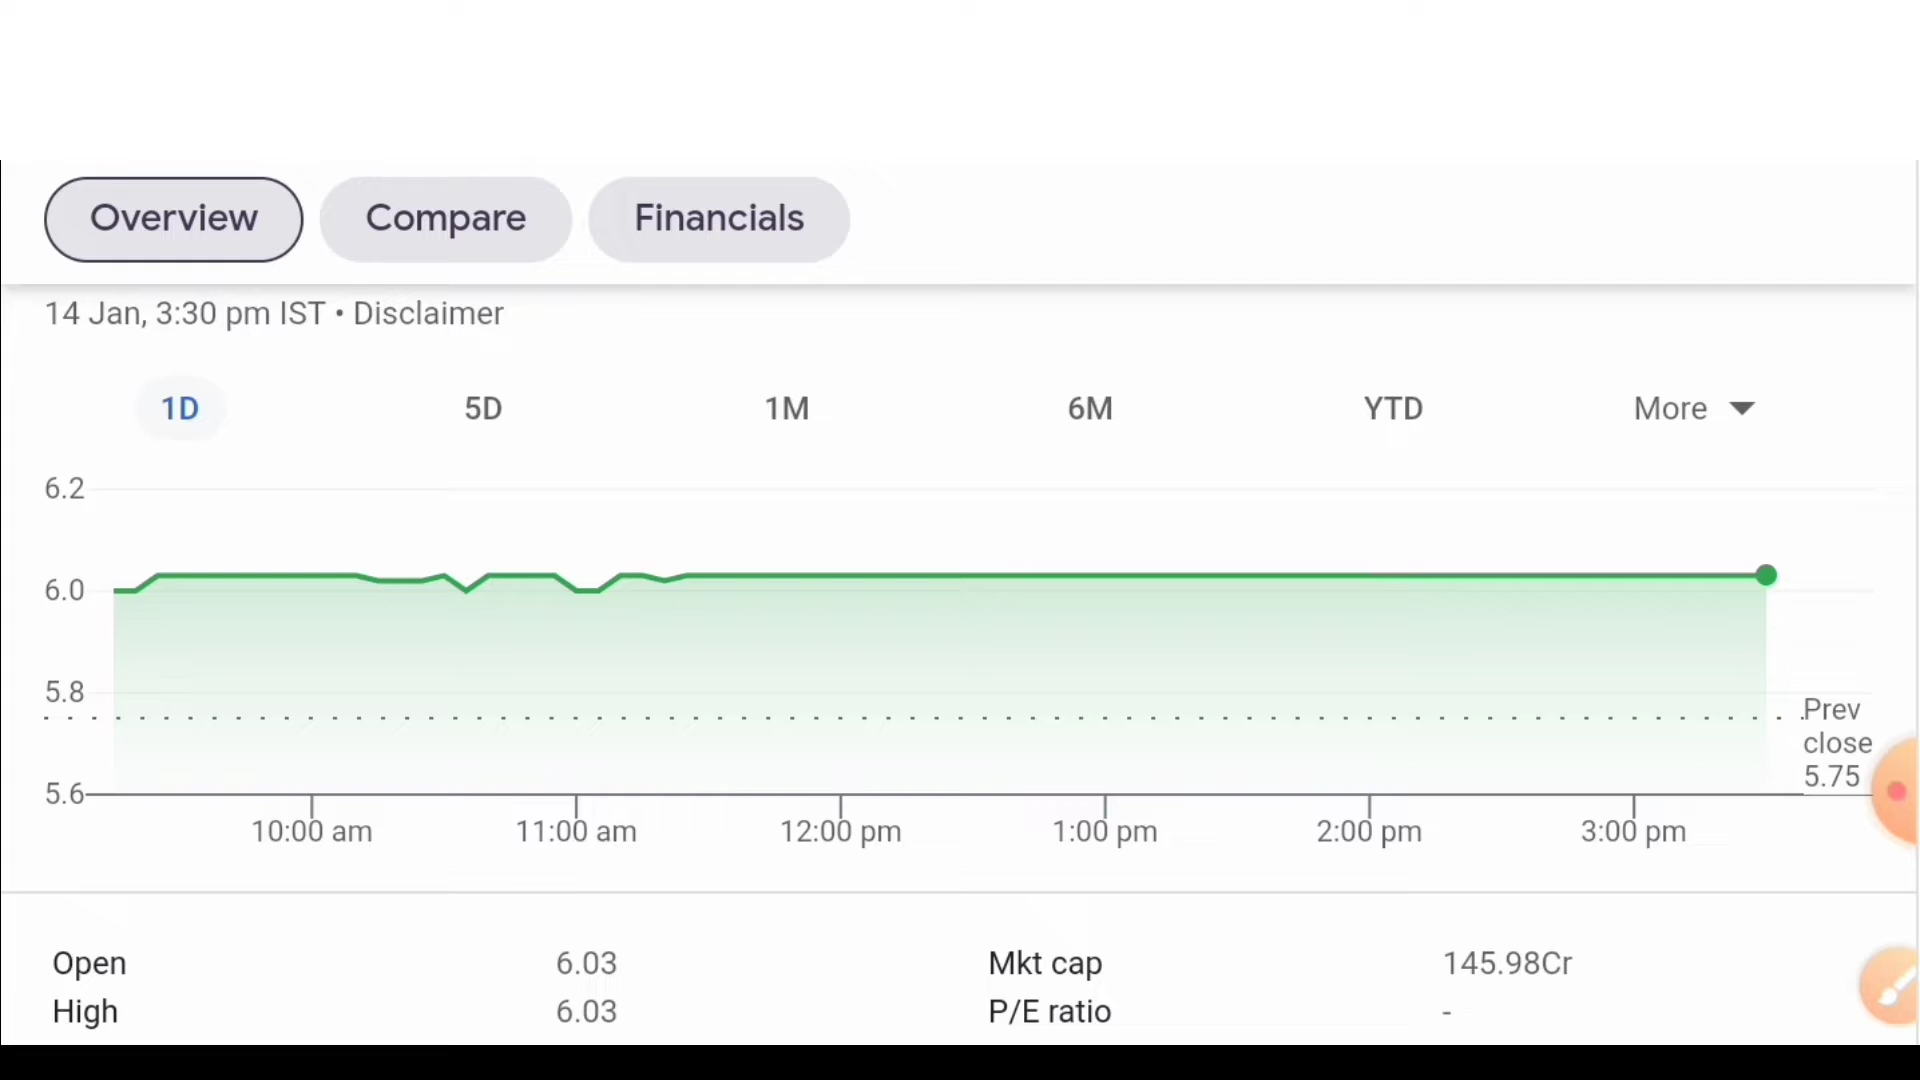 Overview Compare Financials
14 Jan, 3:30 pm IST • Disclaimer
1D 5D 1M 6M YTD More
6.2
6.0
5.8
5.6
Prev
close
5.75
10:00 am 11:00 am 12:00 pm 1:00 pm 2:00 pm 3:00 pm
Open 6.03 Mkt cap 145.98Cr
High 6.03 P/E ratio -